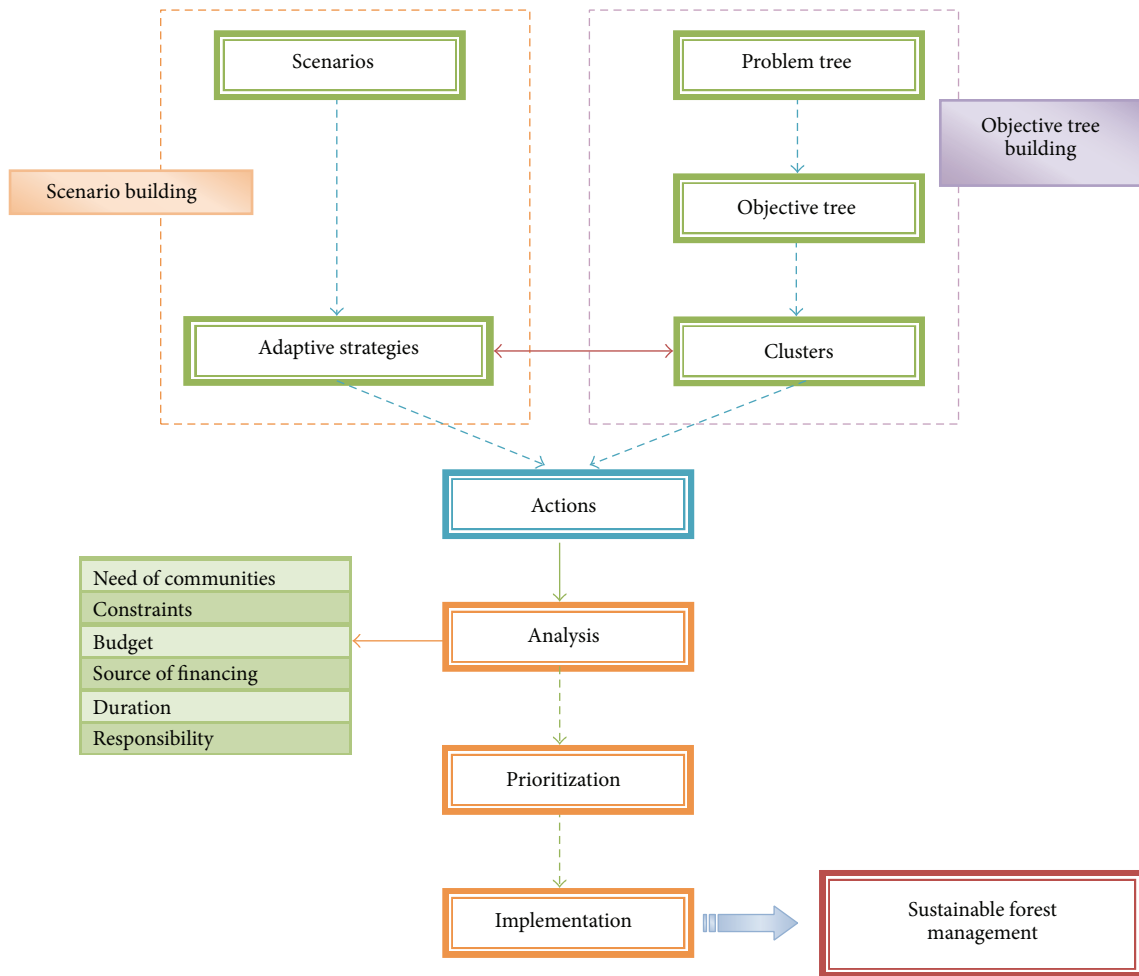 Scenarios
Problem tree
Objective tree
building
Scenario building
Objective tree
Adaptive strategies
Clusters
Actions
Need of communities
Constraints
Budget
Source of financing
Duration
Responsibility
Analysis
Prioritization
Implementation
Sustainable forest
management